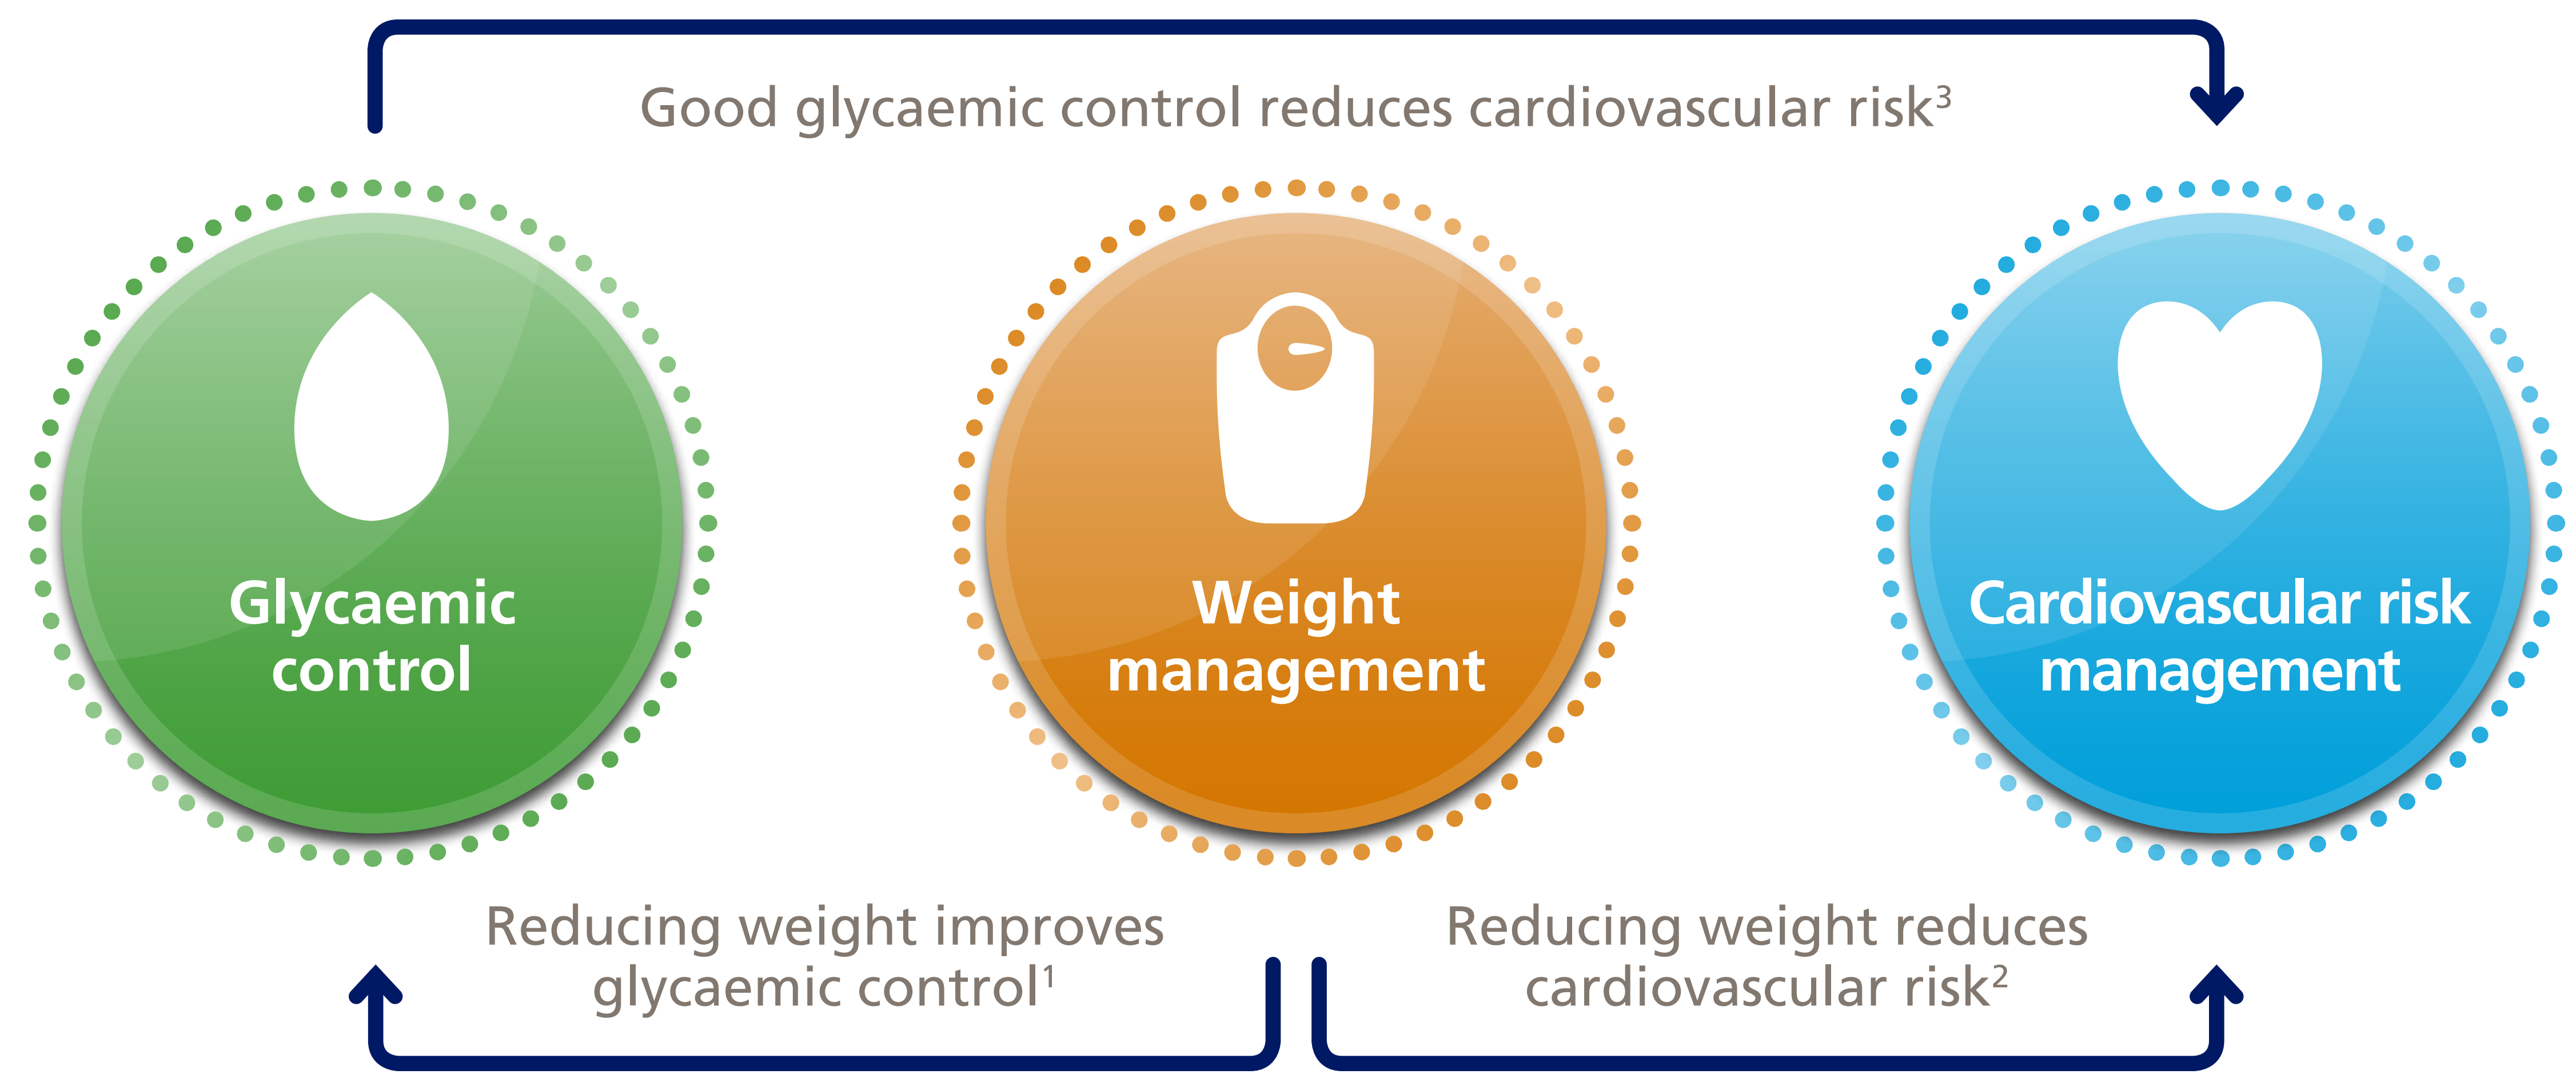 Good glycaemic control reduces cardiovascular risk³
Glycaemic
control
Weight
management
Cardiovascular risk
management
Reducing weight improves
glycaemic control¹
Reducing weight reduces
cardiovascular risk²